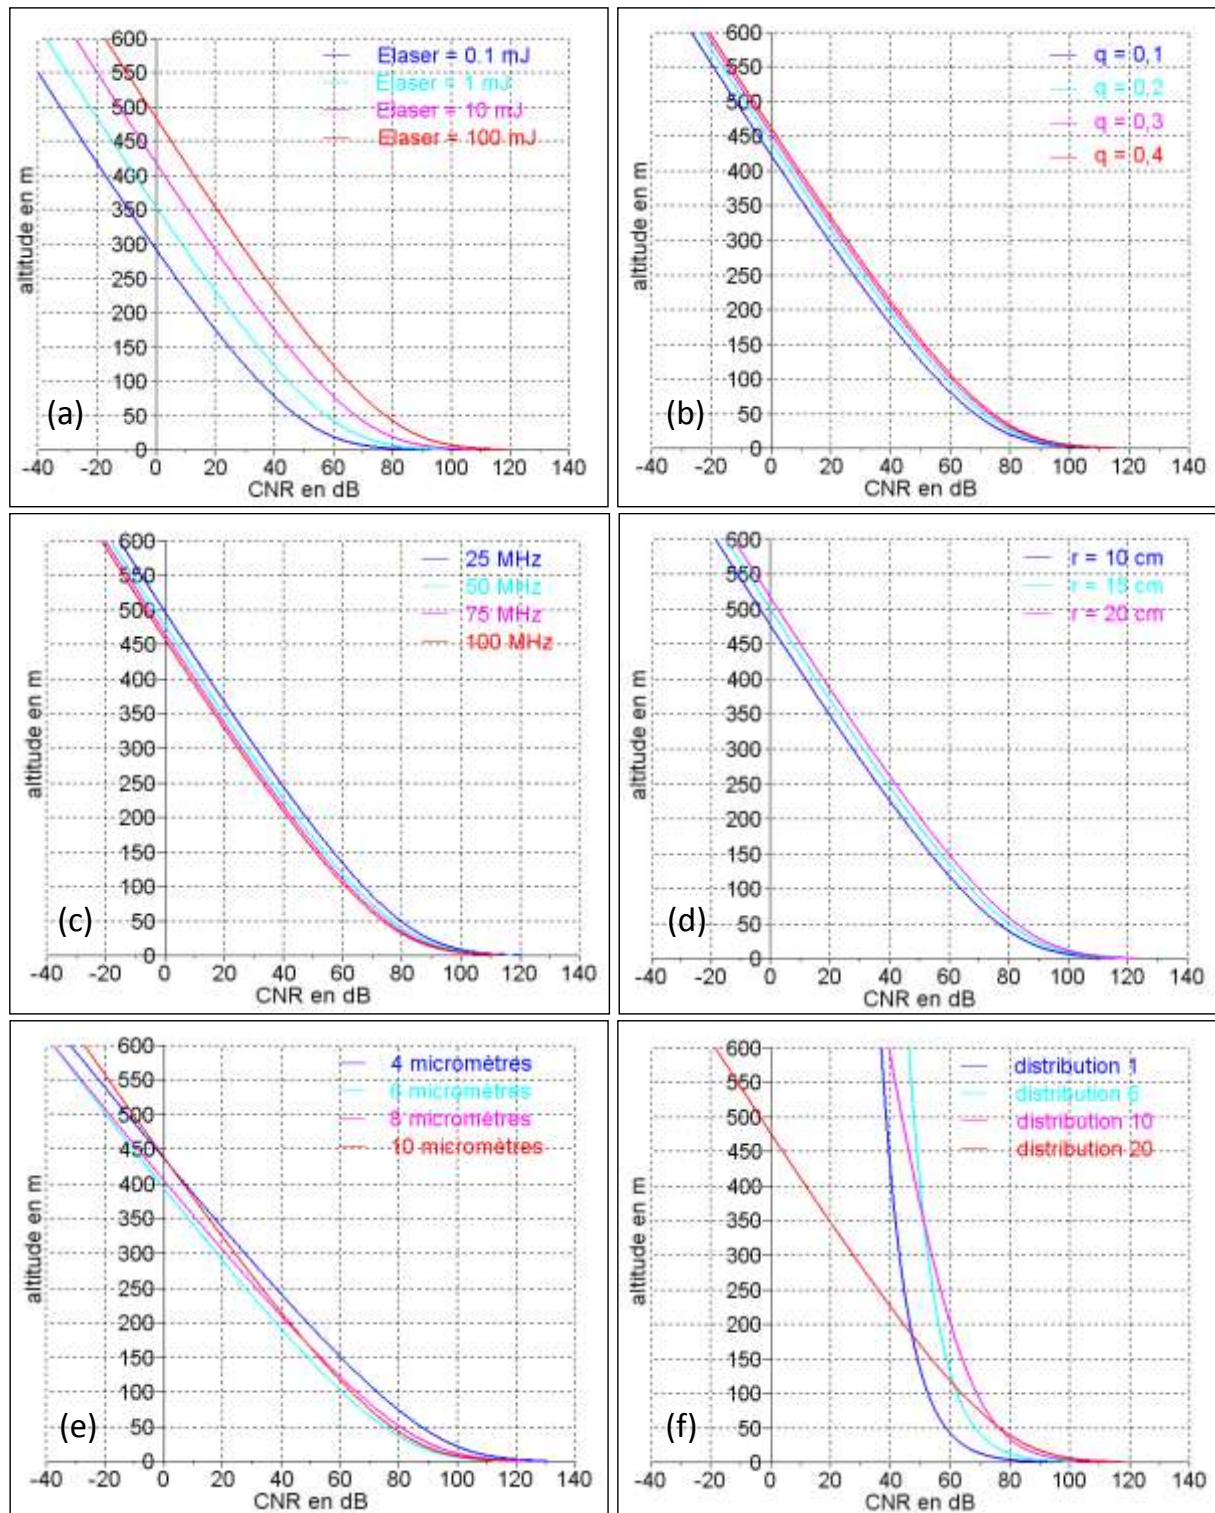 600
550
500
450
400
350
300
250
200
150
100
50
0
altitude en m
Elaser = 0.1 mJ
Elaser = 1 mJ
Elaser = 10 mJ
Elaser = 100 mJ
(a)
-40 -20 0 20 40 60 80 100 120 140
CNR en dB
600
550
500
450
400
350
300
250
200
150
100
50
0
altitude en m
q = 0,1
q = 0,2
q = 0,3
q = 0,4
(b)
-40 -20 0 20 40 60 80 100 120 140
CNR en dB
600
550
500
450
400
350
300
250
200
150
100
50
0
altitude en m
25 MHz
50 MHz
75 MHz
100 MHz
(c)
-40 -20 0 20 40 60 80 100 120 140
CNR en dB
600
550
500
450
400
350
300
250
200
150
100
50
0
altitude en m
r = 10 cm
r = 15 cm
r = 20 cm
(d)
-40 -20 0 20 40 60 80 100 120 140
CNR en dB
600
550
500
450
400
350
300
250
200
150
100
50
0
altitude en m
4 micromètres
6 micromètres
8 micromètres
10 micromètres
(e)
-40 -20 0 20 40 60 80 100 120 140
CNR en dB
600
550
500
450
400
350
300
250
200
150
100
50
0
altitude en m
distribution 1
distribution 6
distribution 10
distribution 20
(f)
-40 -20 0 20 40 60 80 100 120 140
CNR en dB